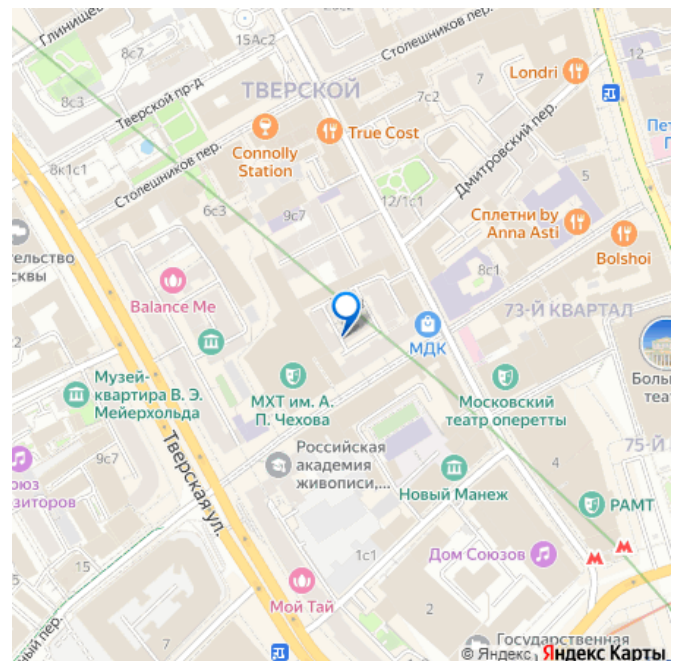 Глинищев
15Ас2
8с7
Столешников пер.
Londri
12
8с3
Тверской пр-д
ТВЕРСКОЙ
7с2
7
True Cost
Connolly
Station
Дмитровский пер.
8к1с1
Столешников пер.
6с3
9с7
12/1с1
5
Сплетни by
Anna Asti
Bolshoi
8с1
Balance Me
73-Й КВАРТАЛ
МДК
Музей-
квартира В. Э.
Мейерхольда
МХТ им. А.
П. Чехова
Московский
театр оперетты
Тверская ул.
9с7
Российская
академия
живописи,...
Новый Манеж
4
РАМТ
1с1
Дом Союзов
Мой Тай
2
7
Государственная
© Яндекс Яндекс Карты